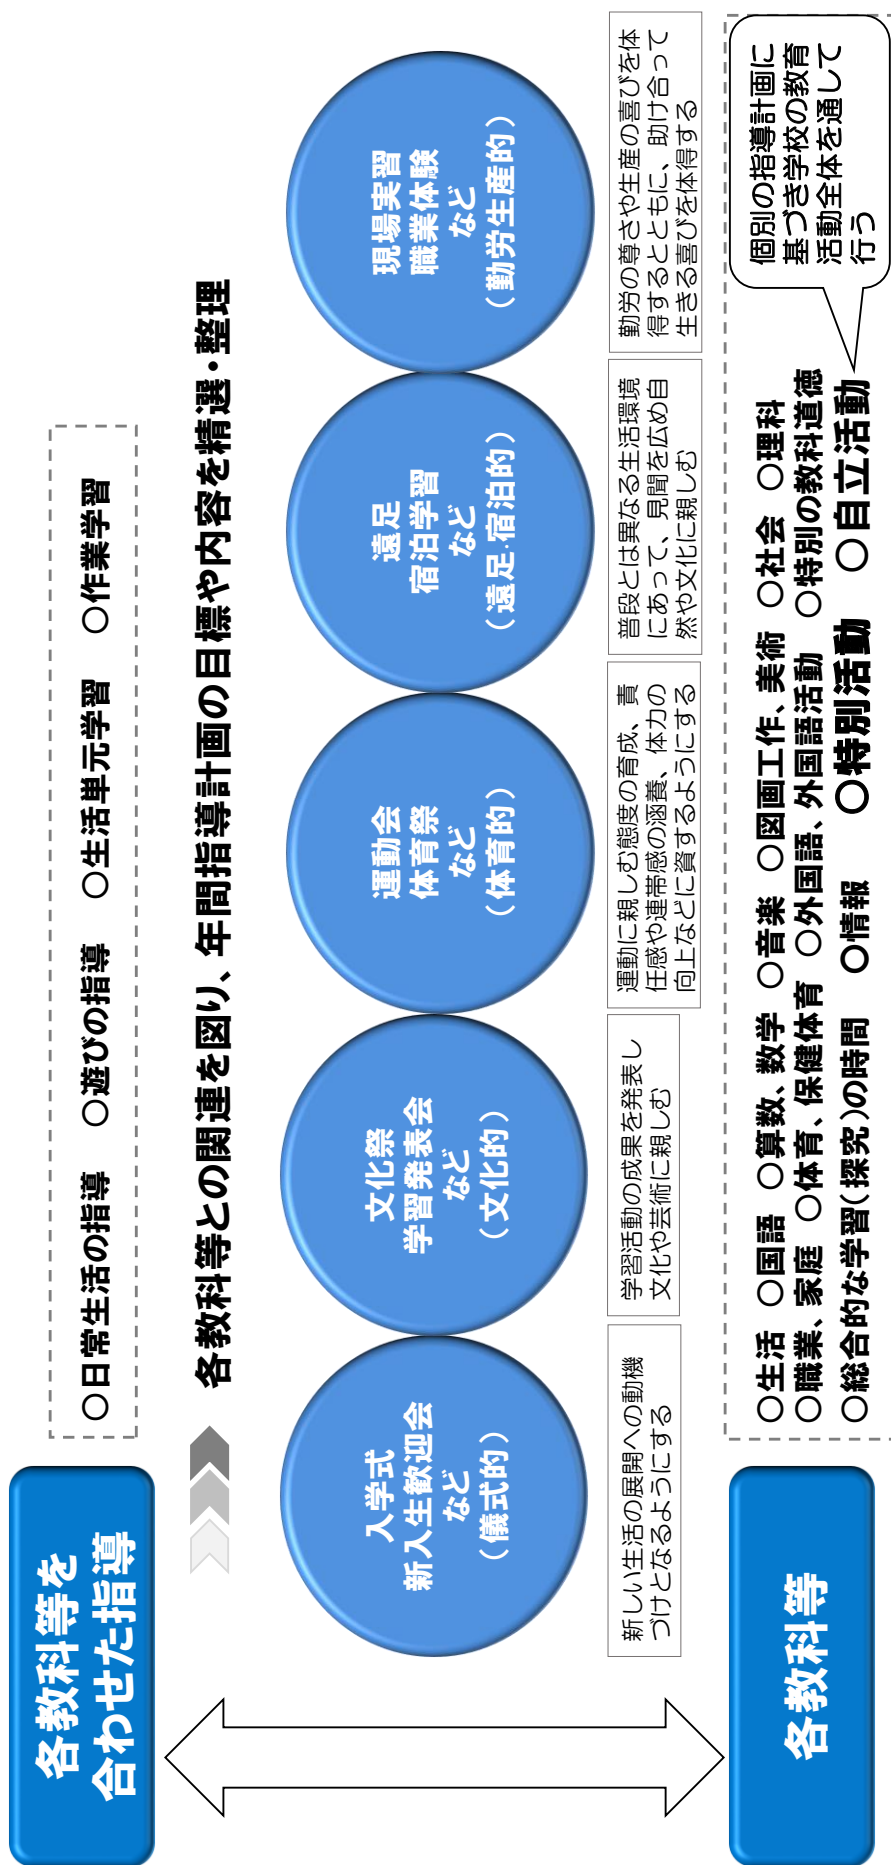 各教科等を
合わせた指導
〇日常生活の指導　〇遊びの指導　〇生活単元学習　〇作業学習
各教科等との関連を図り、年間指導計画の目標や内容を精選・整理
入学式
新入生歓迎会
など
（儀式的）
文化祭
学習発表会
など
（文化的）
運動会
体育祭
など
（体育的）
遠足
宿泊学習
など
（遠足・宿泊的）
現場実習
職業体験
など
（勤労生産的）
新しい生活の展開への動機
づけとなるようにする
学習活動の成果を発表し
文化や芸術に親しむ
運動に親しむ態度の育成、責
任感や連帯感の涵養、体力の
向上などに資するようにする
普段とは異なる生活環境
にあって、見聞を広め自
然や文化に親しむ
勤労の尊さや生産の喜びを体
得するとともに、助け合って
生きる喜びを体得する
各教科等
〇生活 〇国語 〇算数、数学 〇音楽 〇図画工作、美術 〇社会 〇理科
〇職業、家庭 〇体育、保健体育 〇外国語、外国語活動 〇特別の教科道徳
〇総合的な学習（探究）の時間　〇情報　〇特別活動　〇自立活動
個別の指導計画に
基づき学校の教育
活動全体を通して
行う